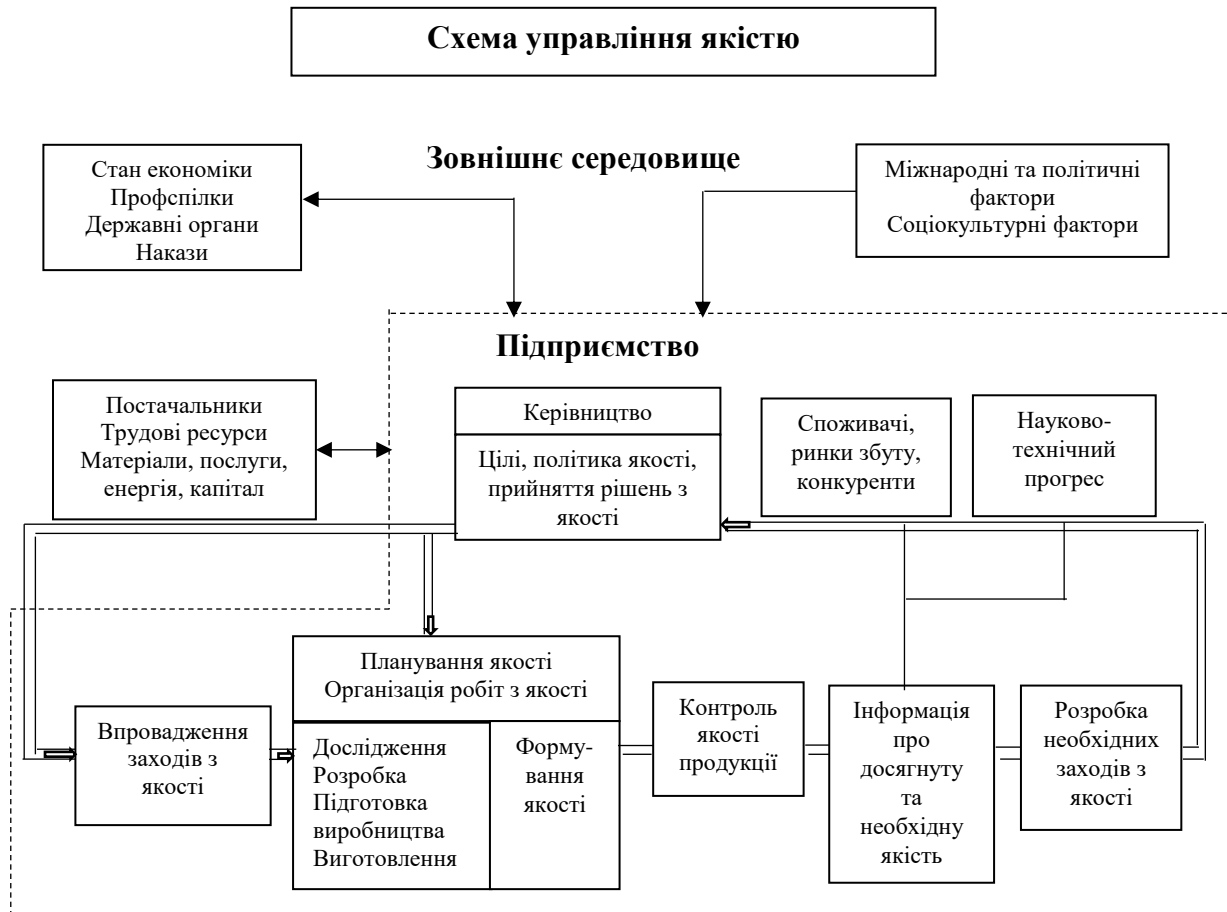 Схема управління якістю
Зовнішнє середовище
Стан економіки
Профспілки
Державні органи
Накази
Міжнародні та політичні
фактори
Соціокультурні фактори
Підприємство
Постачальники
Трудові ресурси
Матеріали, послуги,
енергія, капітал
Керівництво
Цілі, політика якості,
прийняття рішень з
якості
Споживачі,
ринки збуту,
конкуренти
Науково-
технічний
прогрес
Впровадження
заходів з
якості
Планування якості
Організація робіт з якості
Дослідження
Розробка
Підготовка
виробництва
Виготовлення
Форму-
вання
якості
Контроль
якості
продукції
Інформація
про
досягнуту
та
необхідну
якість
Розробка
необхідних
заходів з
якості